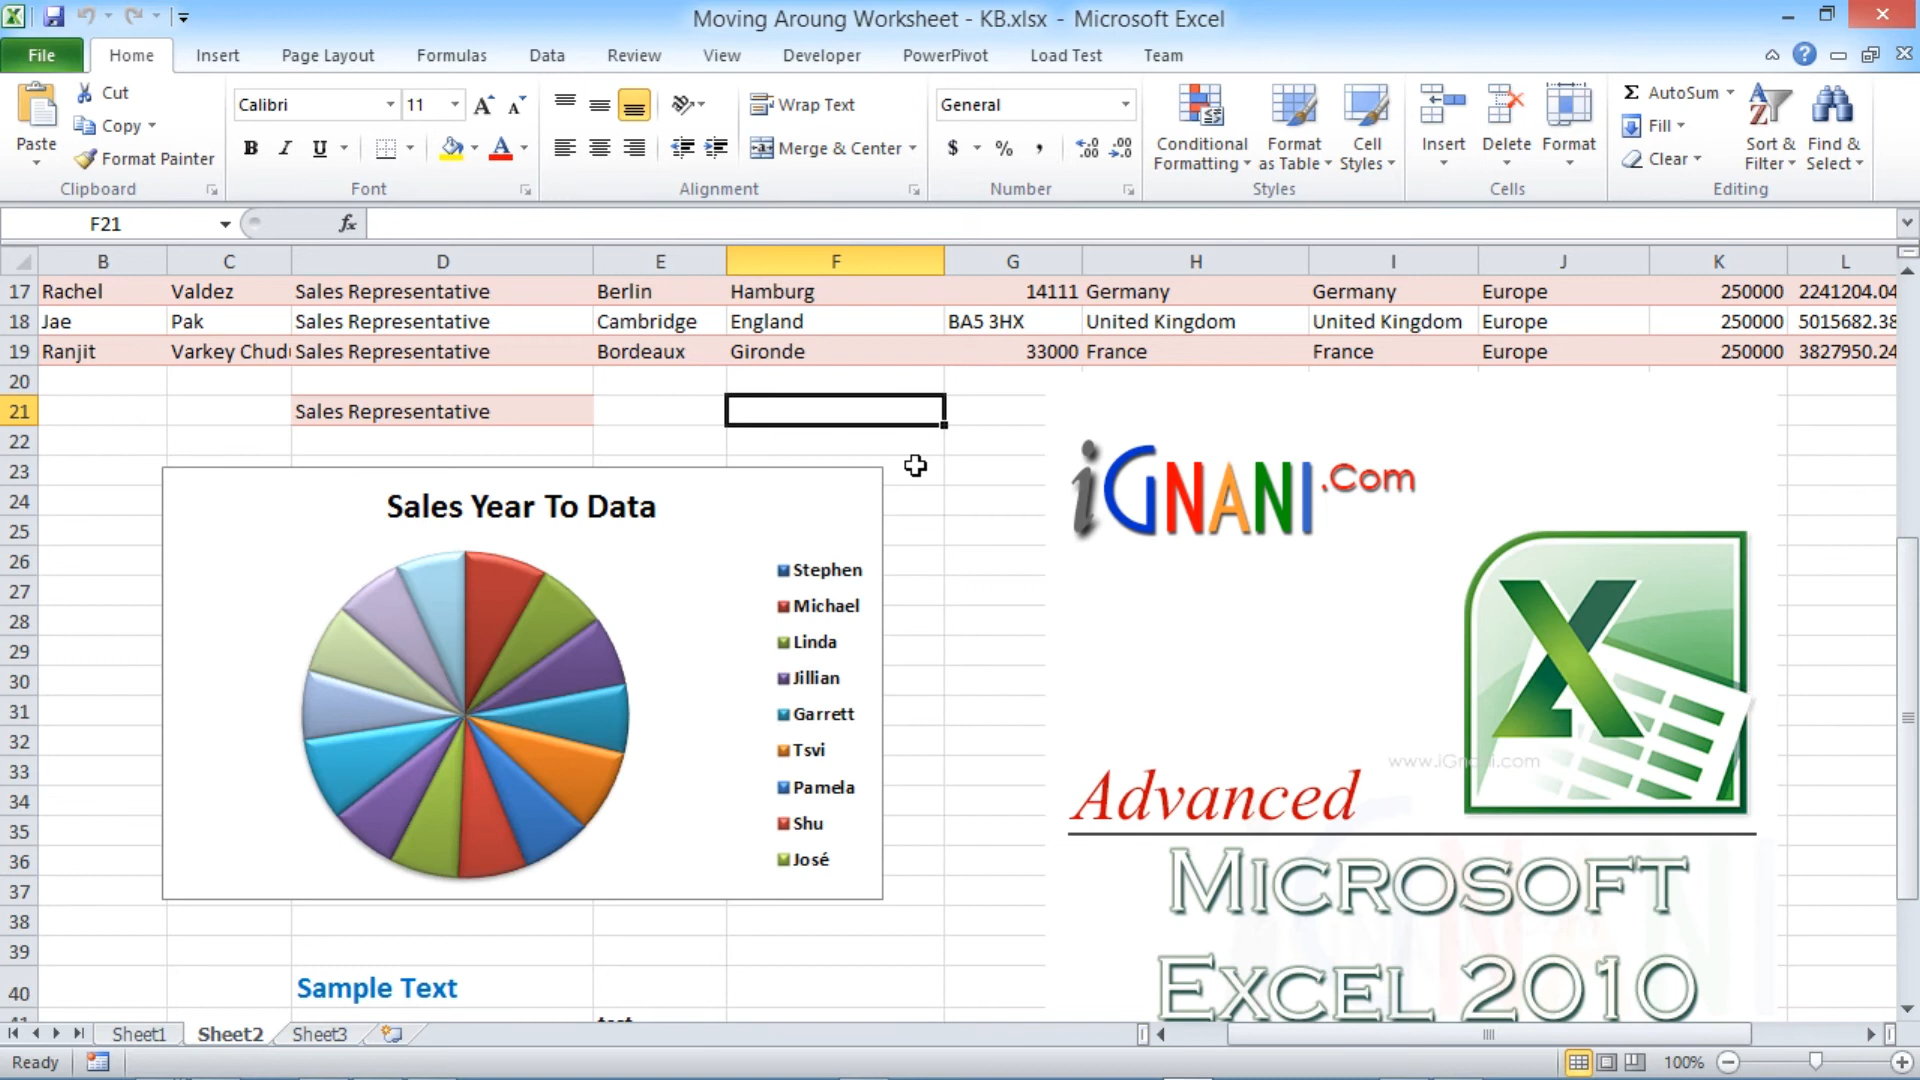 Moving Aroung Worksheet - KB.xlsx - Microsoft Excel
File Home Insert Page Layout Formulas Data Review View Developer PowerPivot Load Test Team
Paste Cut Copy Format Painter Clipboard
Calibri 11 B I U A Font
Wrap Text Merge & Center Alignment
General $ % , Number
Conditional Formatting Format as Table Cell Styles Styles
Insert Delete Format Cells
Σ AutoSum Fill Clear Sort & Filter Find & Select Editing
F21 fx
B C D E F G H I J K L
17 Rachel Valdez Sales Representative Berlin Hamburg 14111 Germany Germany Europe 250000 2241204.04
18 Jae Pak Sales Representative Cambridge England BA5 3HX United Kingdom United Kingdom Europe 250000 5015682.38
19 Ranjit Varkey Chudu Sales Representative Bordeaux Gironde 33000 France France Europe 250000 3827950.24
20
21 Sales Representative
22
23
24
25
26
27
28
29
30
31
32
33
34
35
36
37
38
39
40 Sample Text
Sales Year To Data
Stephen
Michael
Linda
Jillian
Garrett
Tsvi
Pamela
Shu
José
iGNANI.Com
www.iGnani.com
Advanced
MICROSOFT
EXCEL 2010
Sheet1 Sheet2 Sheet3
Ready 100%